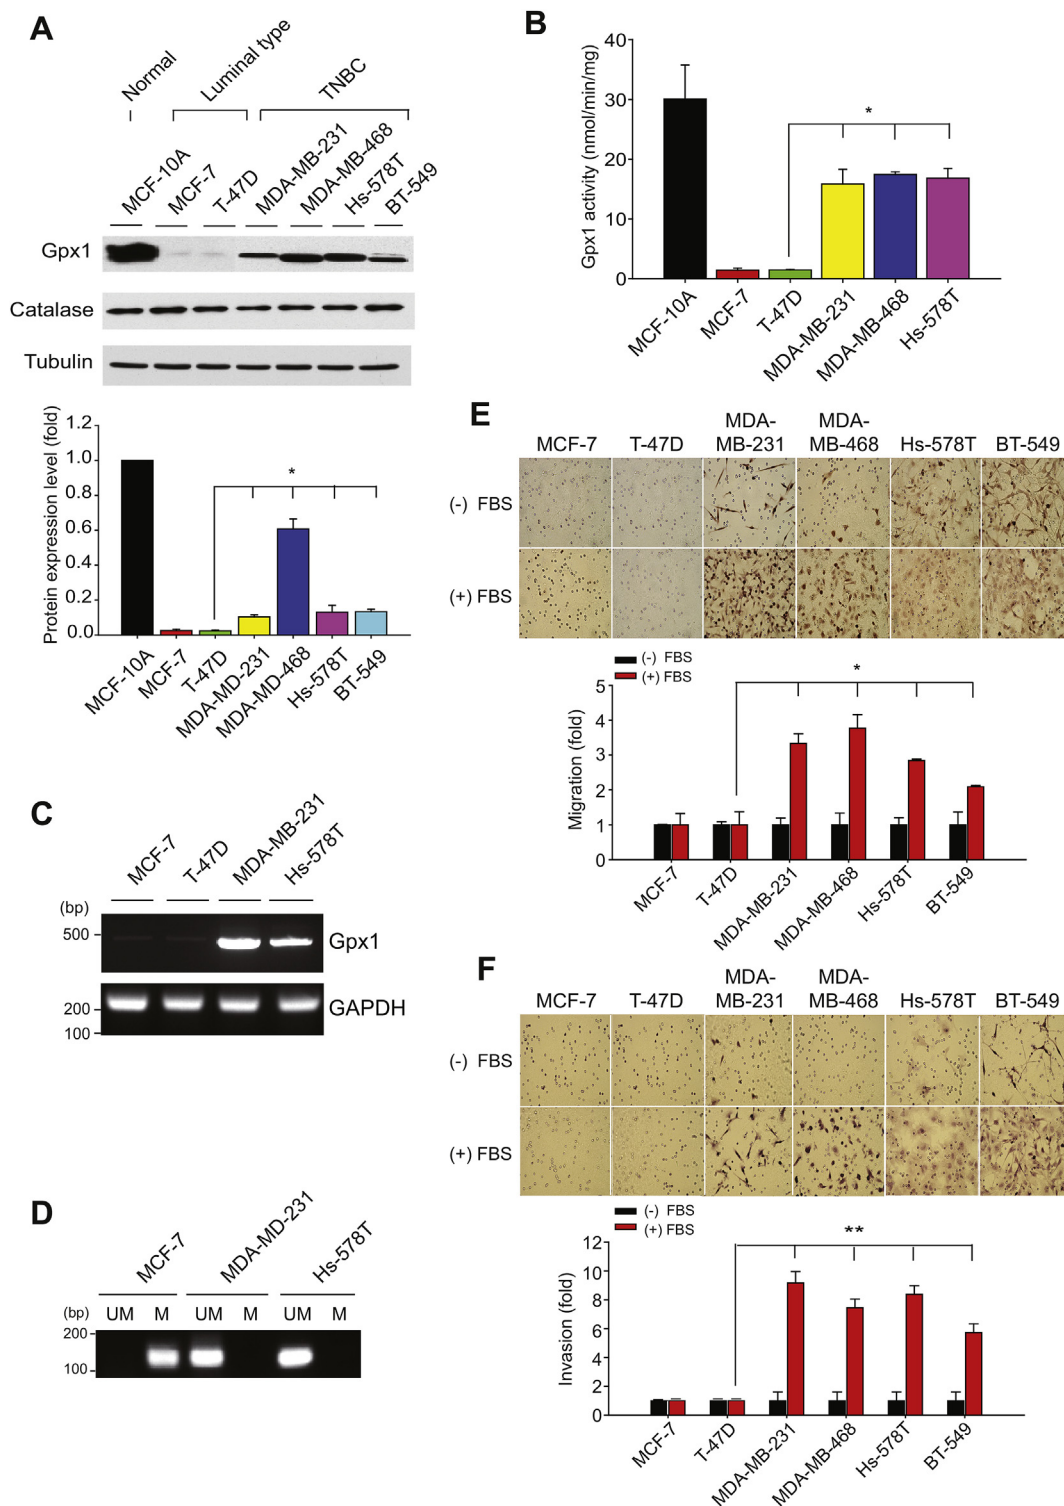 A
Normal
Luminal type
TNBC
MCF-10A
MCF-7
T-47D
MDA-MB-231
MDA-MB-468
Hs-578T
BT-549
Gpx1
Catalase
Tubulin
Protein expression level (fold)
1.2
1.0
0.8
0.6
0.4
0.2
0.0
*
MCF-10A
MCF-7
T-47D
MDA-MD-231
MDA-MD-468
Hs-578T
BT-549
B
Gpx1 activity (nmol/min/mg)
40
30
20
10
0
*
MCF-10A
MCF-7
T-47D
MDA-MB-231
MDA-MB-468
Hs-578T
C
MCF-7
T-47D
MDA-MB-231
Hs-578T
(bp)
500
Gpx1
200
100
GAPDH
D
MCF-7
MDA-MD-231
Hs-578T
(bp)
UM M UM M UM M
200
100
E
MCF-7 T-47D MDA-MB-231 MDA-MB-468 Hs-578T BT-549
(-) FBS
(+) FBS
(-) FBS
(+) FBS
Migration (fold)
5
4
3
2
1
0
*
MCF-7
T-47D
MDA-MB-231
MDA-MB-468
Hs-578T
BT-549
F
MCF-7 T-47D MDA-MB-231 MDA-MB-468 Hs-578T BT-549
(-) FBS
(+) FBS
(-) FBS
(+) FBS
Invasion (fold)
12
10
8
6
4
2
0
**
MCF-7
T-47D
MDA-MB-231
MDA-MB-468
Hs-578T
BT-549